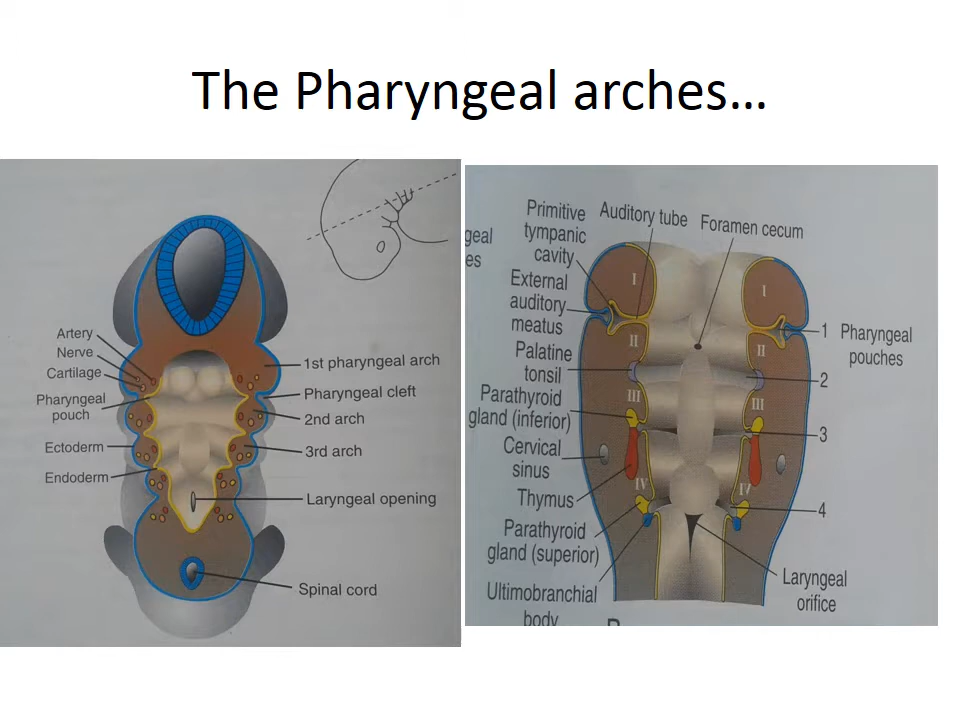 The Pharyngeal arches…
Artery
Nerve
Cartilage
Pharyngeal
pouch
Ectoderm
Endoderm
1st pharyngeal arch
Pharyngeal cleft
2nd arch
3rd arch
Laryngeal opening
Spinal cord
geal
es
Primitive
tympanic
cavity
Auditory tube
Foramen cecum
External
auditory
meatus
Palatine
tonsil
Parathyroid
gland (inferior)
Cervical
sinus
Thymus
Parathyroid
gland (superior)
Ultimobranchial
body
I
I
II
II
III
III
IV
IV
1 Pharyngeal
pouches
2
3
4
Laryngeal
orifice